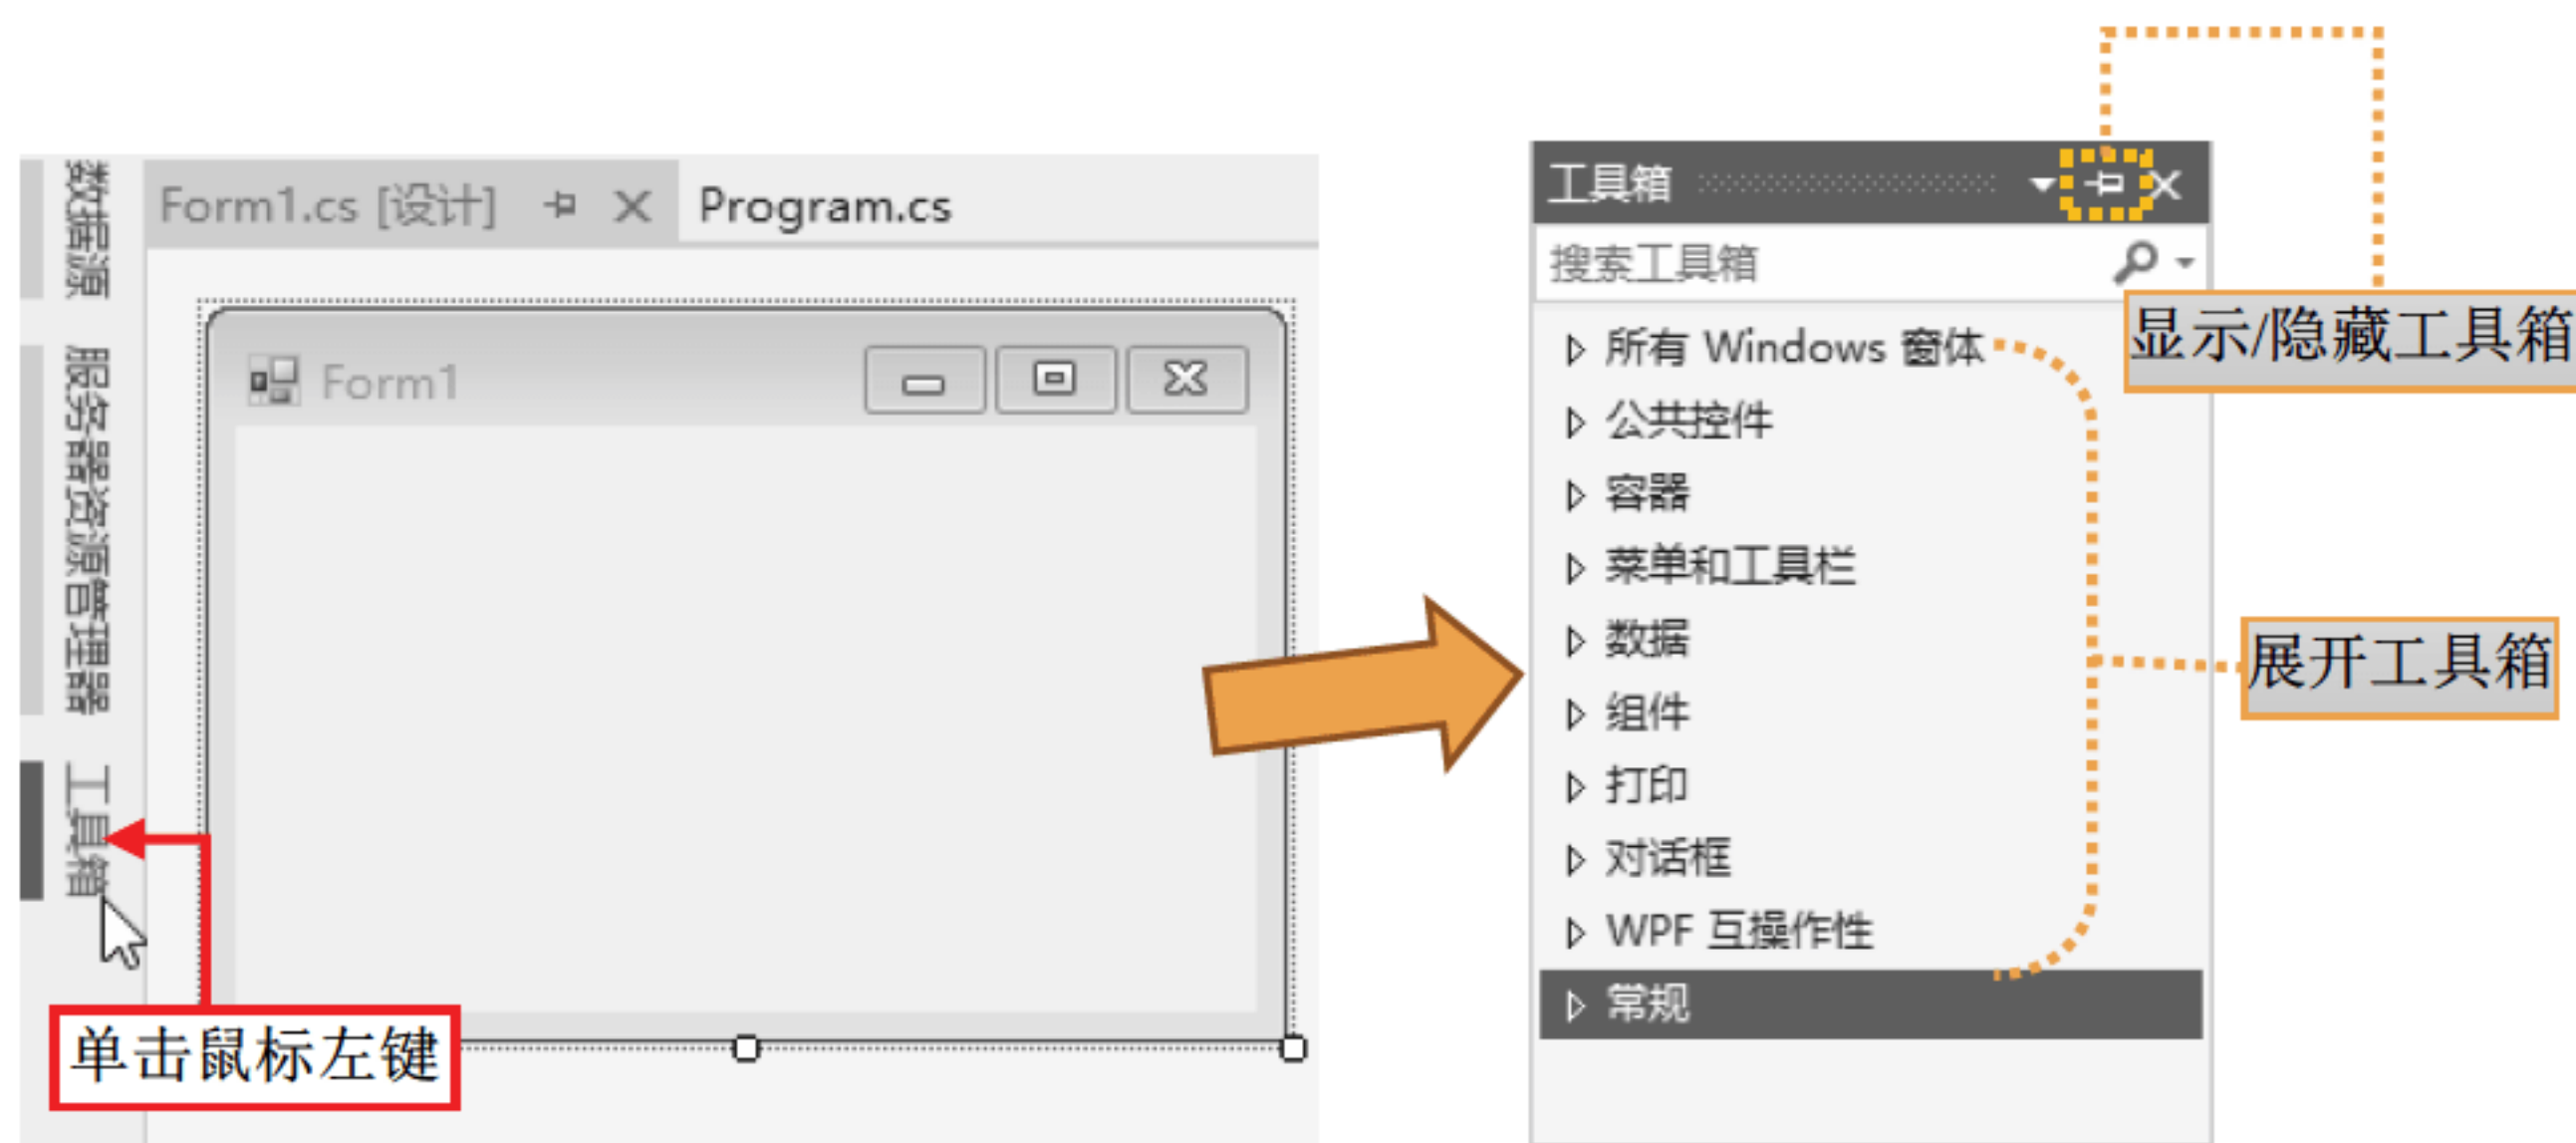 数据源
服务器资源管理器
工具箱
Form1.cs [设计]
Program.cs
Form1
单击鼠标左键
工具箱
搜索工具箱
所有 Windows 窗体
公共控件
容器
菜单和工具栏
数据
组件
打印
对话框
WPF 互操作性
常规
显示/隐藏工具箱
展开工具箱